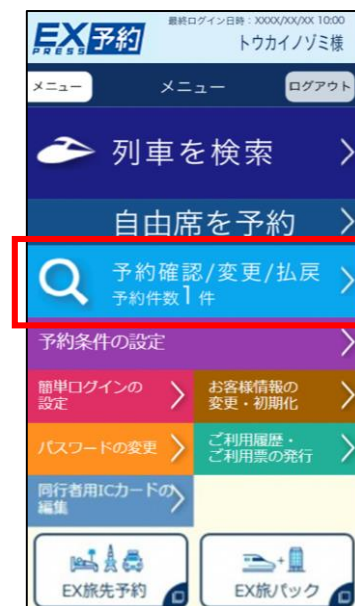 最終ログイン日時：XXXX/XX/XX 10:00
EX予約
PRESS
トウカイノゾミ様
メニュー
メニュー
ログアウト
列車を検索
自由席を予約
予約確認/変更/払戻
予約件数1件
予約条件の設定
簡単ログインの
設定
お客様情報の
変更・初期化
パスワードの変更
ご利用履歴・
ご利用票の発行
同行者用ICカードの
編集
EX旅先予約
EX旅パック